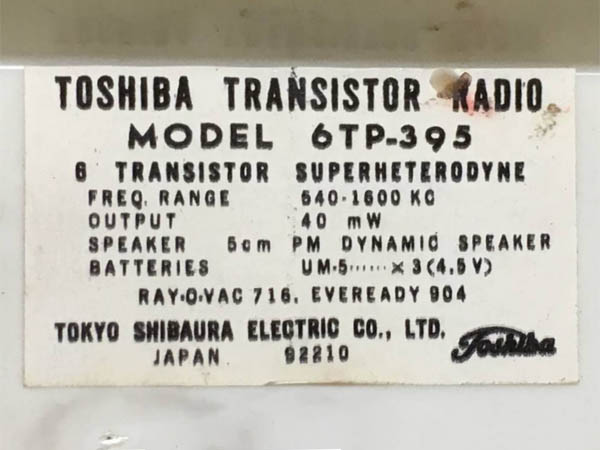 TOSHIBA TRANSISTOR RADIO
MODEL 6TP-395
6 TRANSISTOR SUPERHETERODYNE
FREQ. RANGE 540-1600 KC
OUTPUT 40 mW
SPEAKER 5cm PM DYNAMIC SPEAKER
BATTERIES UM-5······× 3(4.5V)
RAY-O-VAC 716, EVEREADY 904
TOKYO SHIBAURA ELECTRIC CO., LTD.
JAPAN 92210 Toshiba